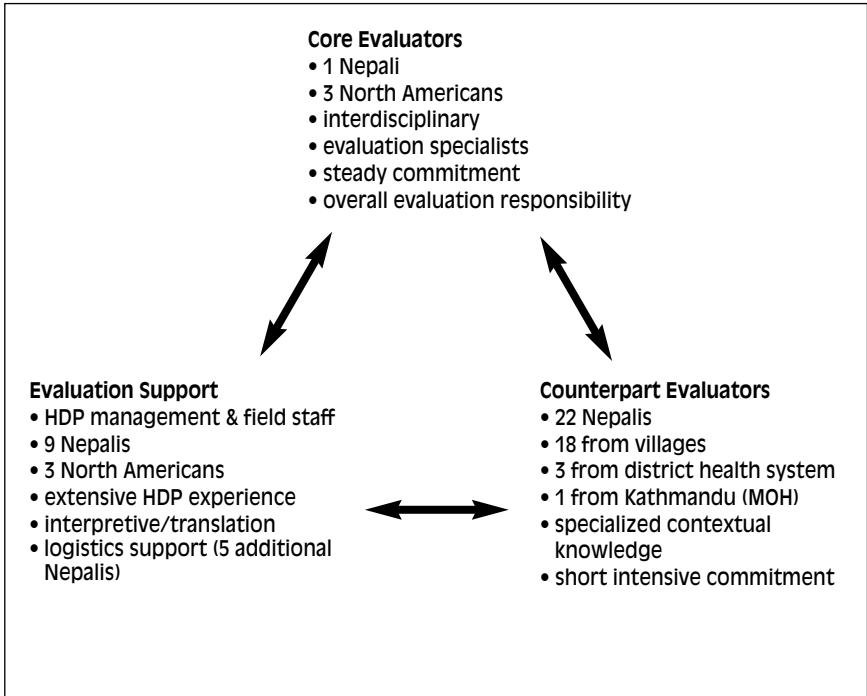 Core Evaluators
• 1 Nepali
• 3 North Americans
• interdisciplinary
• evaluation specialists
• steady commitment
• overall evaluation responsibility
Evaluation Support
• HDP management & field staff
• 9 Nepalis
• 3 North Americans
• extensive HDP experience
• interpretive/translation
• logistics support (5 additional
Nepalis)
Counterpart Evaluators
• 22 Nepalis
• 18 from villages
• 3 from district health system
• 1 from Kathmandu (MOH)
• specialized contextual
knowledge
• short intensive commitment